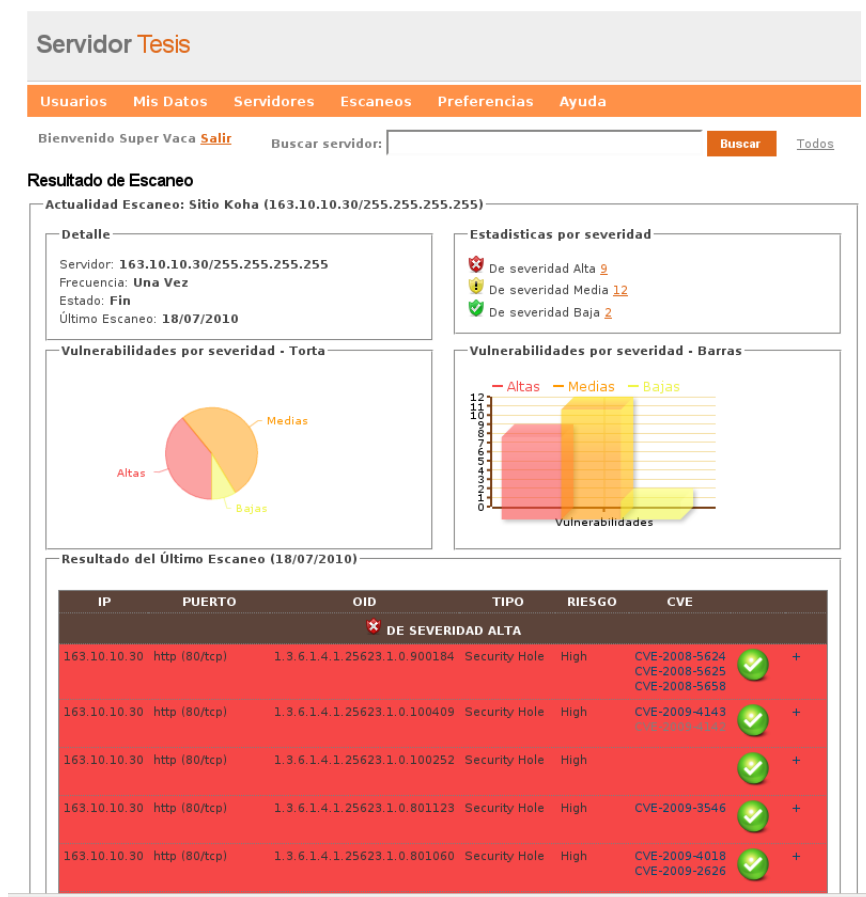 Servidor Tesis
Usuarios Mis Datos Servidores Escaneos Preferencias Ayuda
Bienvenido Super Vaca Salir Buscar servidor: Buscar Todos
Resultado de Escaneo
Actualidad Escaneo: Sitio Koha (163.10.10.30/255.255.255.255)
Detalle
Servidor: 163.10.10.30/255.255.255.255
Frecuencia: Una Vez
Estado: Fin
Último Escaneo: 18/07/2010
Estadisticas por severidad
De severidad Alta 9
De severidad Media 12
De severidad Baja 2
Vulnerabilidades por severidad - Torta
Medias
Altas
Bajas
Vulnerabilidades por severidad - Barras
Altas Medias Bajas
12
11
10
9
8
7
6
5
4
3
2
1
0
Vulnerabilidades
Resultado del Último Escaneo (18/07/2010)
IP PUERTO OID TIPO RIESGO CVE
DE SEVERIDAD ALTA
163.10.10.30 http (80/tcp) 1.3.6.1.4.1.25623.1.0.900184 Security Hole High CVE-2008-5624 +
CVE-2008-5625
CVE-2008-5658
163.10.10.30 http (80/tcp) 1.3.6.1.4.1.25623.1.0.100409 Security Hole High CVE-2009-4143 +
CVE-2009-4142
163.10.10.30 http (80/tcp) 1.3.6.1.4.1.25623.1.0.100252 Security Hole High +
163.10.10.30 http (80/tcp) 1.3.6.1.4.1.25623.1.0.801123 Security Hole High CVE-2009-3546 +
163.10.10.30 http (80/tcp) 1.3.6.1.4.1.25623.1.0.801060 Security Hole High CVE-2009-4018 +
CVE-2009-2626